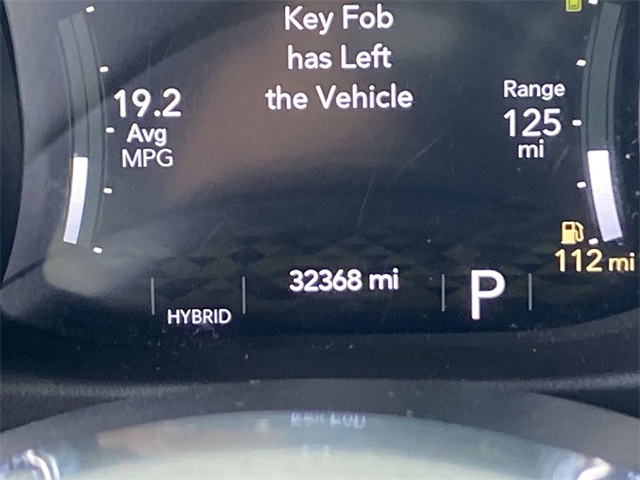 Key Fob
has Left
the Vehicle
19.2
Avg
MPG
Range
125
mi
112 mi
32368 mi
P
HYBRID